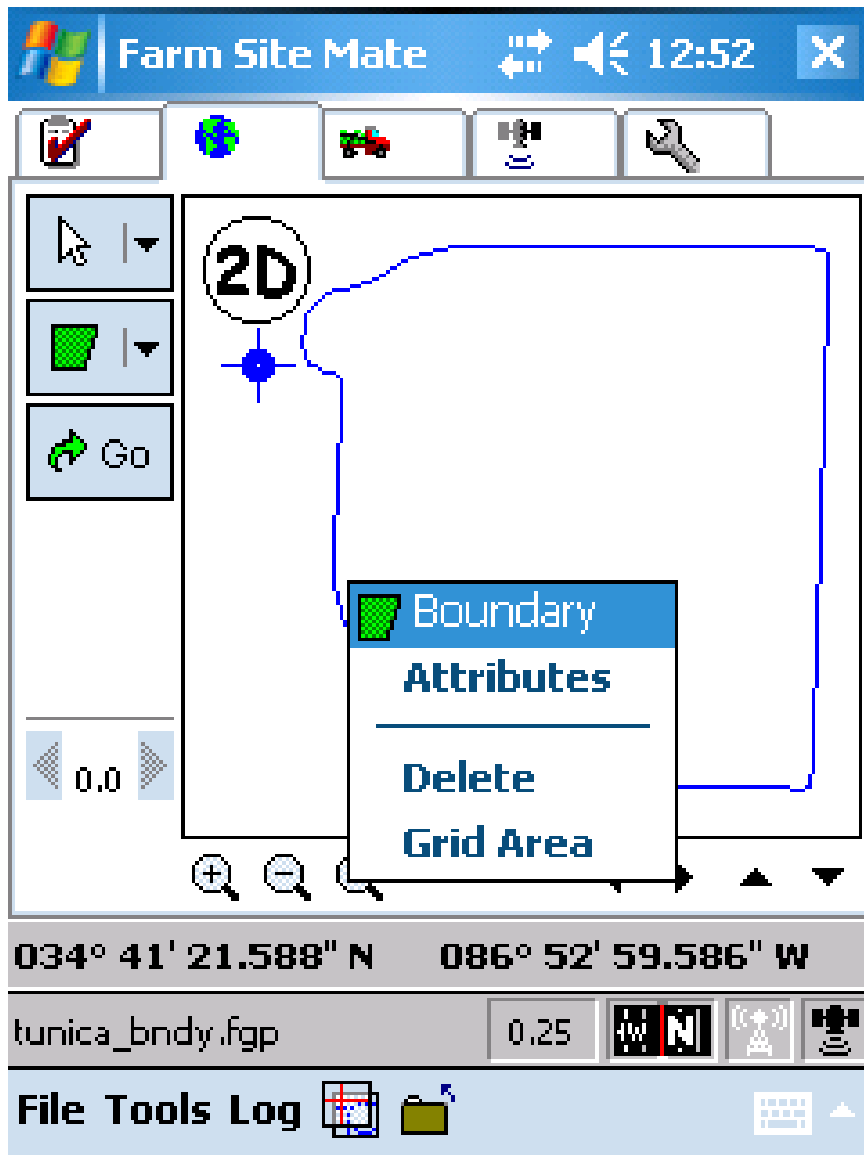 Farm Site Mate 12:52
2D
Go
Boundary
Attributes
0.0
Delete
Grid Area
034° 41' 21.588" N 086° 52' 59.586" W
tunica_bndy.fgp 0.25 W N
File Tools Log